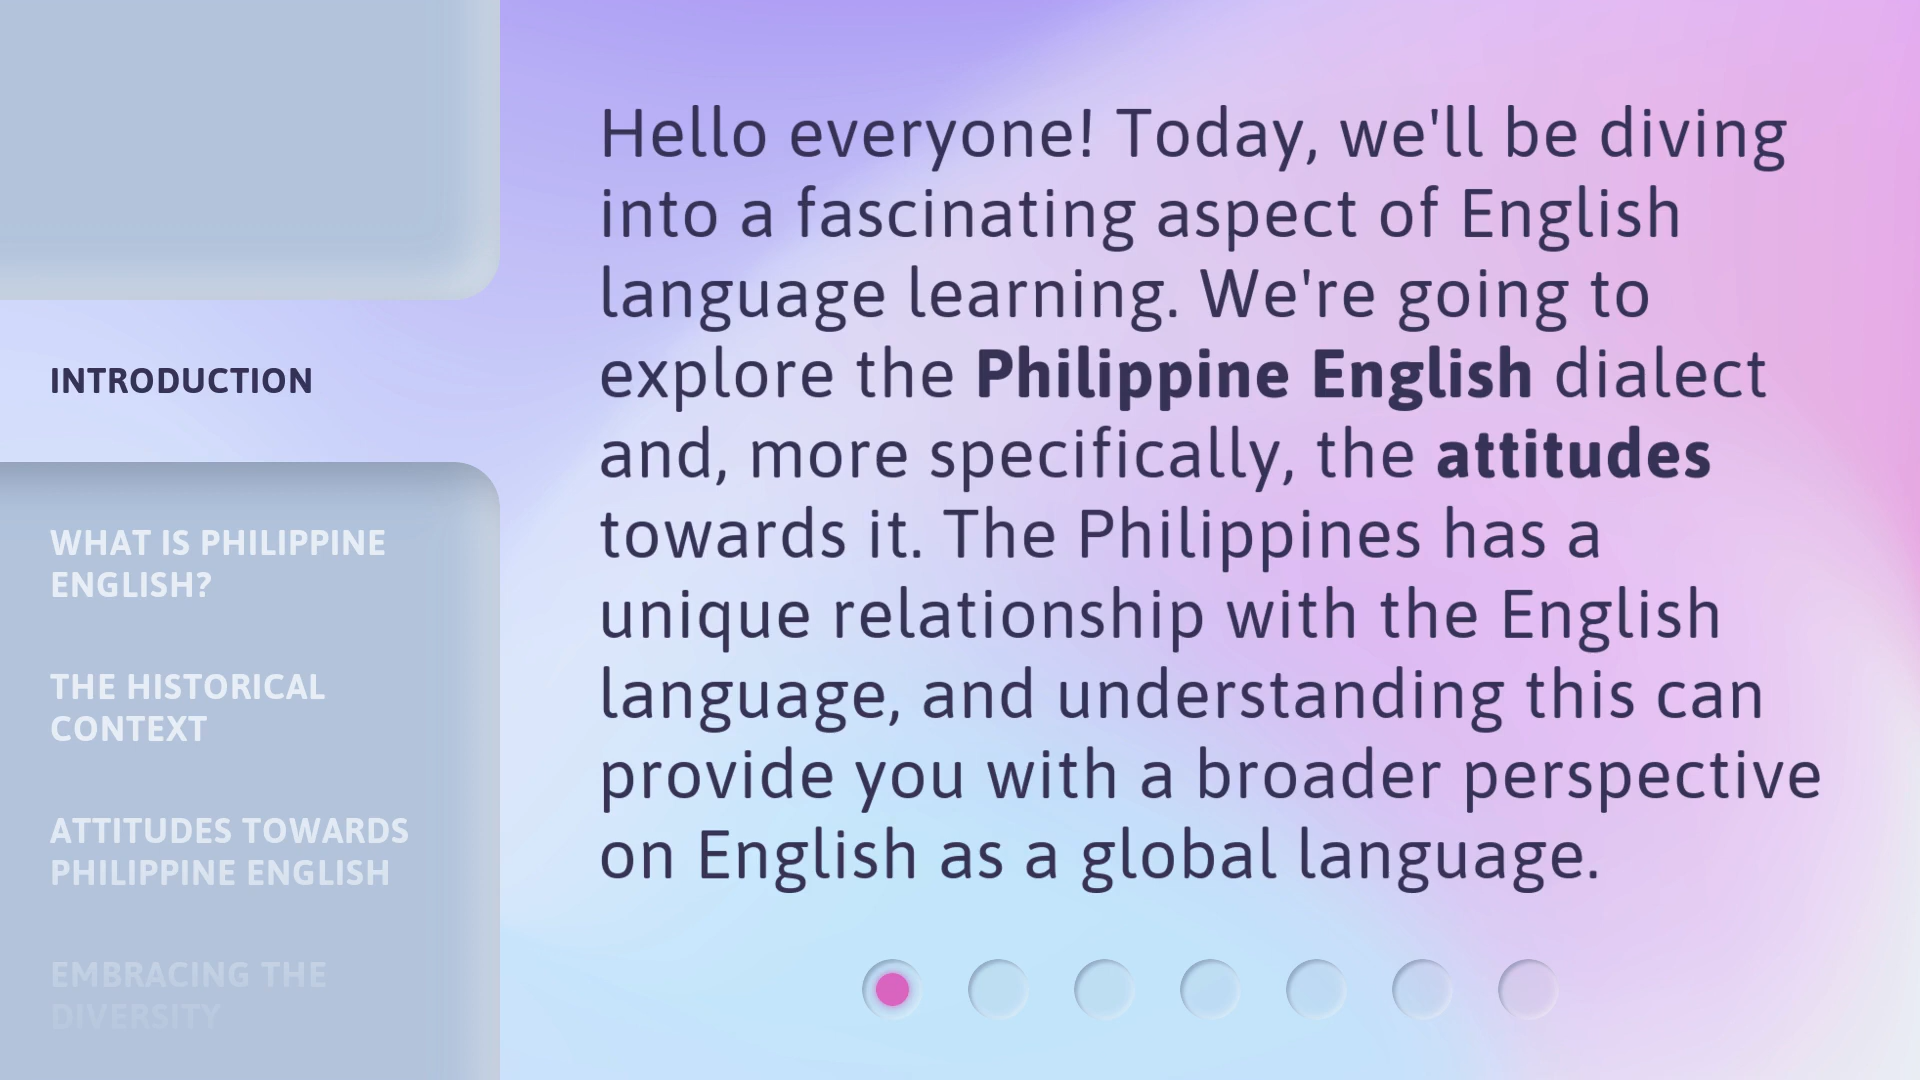 INTRODUCTION
WHAT IS PHILIPPINE
ENGLISH?
THE HISTORICAL
CONTEXT
ATTITUDES TOWARDS
PHILIPPINE ENGLISH
EMBRACING THE
DIVERSITY
Hello everyone! Today, we'll be diving
into a fascinating aspect of English
language learning. We're going to
explore the Philippine English dialect
and, more specifically, the attitudes
towards it. The Philippines has a
unique relationship with the English
language, and understanding this can
provide you with a broader perspective
on English as a global language.